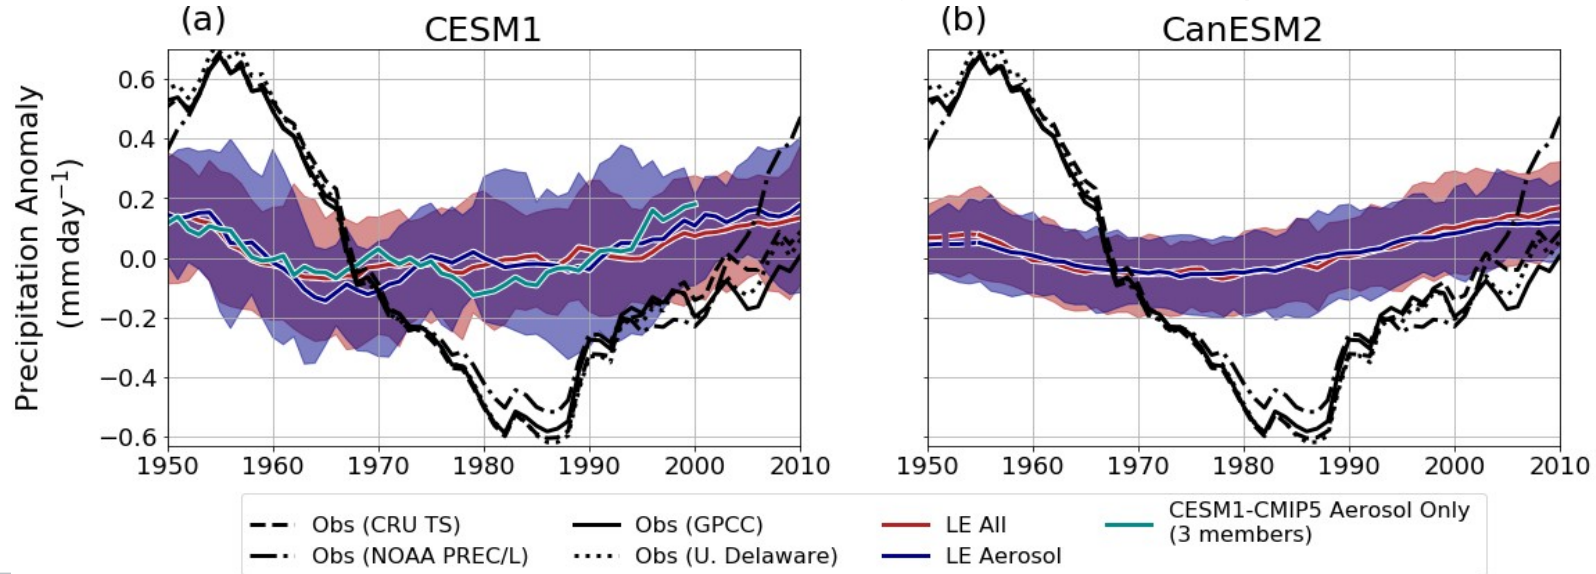 (a)
CESM1
(b)
CanESM2
Precipitation Anomaly
(mm day⁻¹)
0.6
0.4
0.2
0.0
−0.2
−0.4
−0.6
1950 1960 1970 1980 1990 2000 2010
1950 1960 1970 1980 1990 2000 2010
Obs (CRU TS)
Obs (NOAA PREC/L)
Obs (GPCC)
Obs (U. Delaware)
LE All
LE Aerosol
CESM1-CMIP5 Aerosol Only
(3 members)